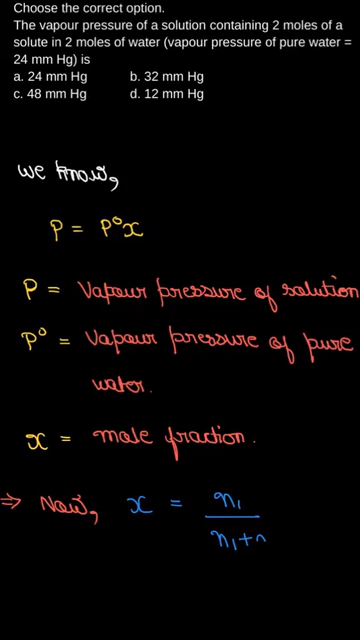 Choose the correct option.
The vapour pressure of a solution containing 2 moles of a
solute in 2 moles of water (vapour pressure of pure water =
24 mm Hg) is
a. 24 mm Hg b. 32 mm Hg
c. 48 mm Hg d. 12 mm Hg
we know,
P = P⁰x
P = Vapour pressure of solution
P⁰ = Vapour pressure of pure
water.
x = mole fraction.
⇒ Now, x = n₁
n₁+n